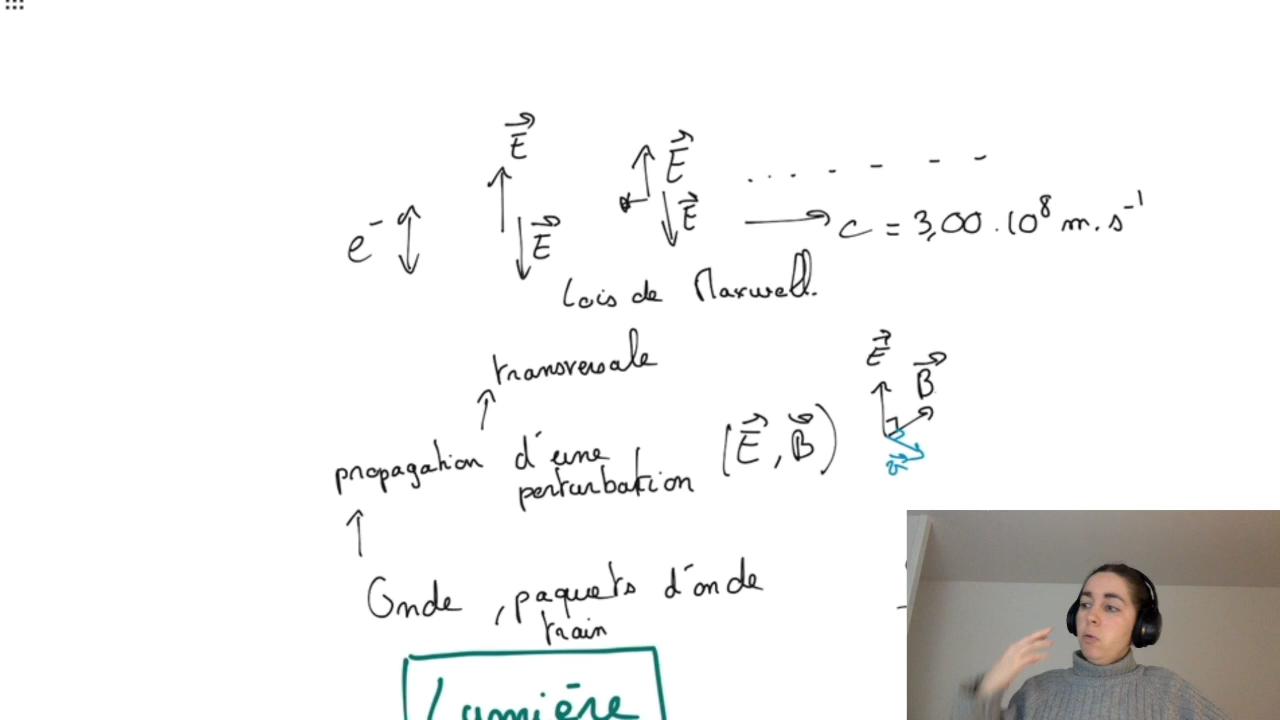 E
E
e⁻
E
E
c = 3,00 . 10⁸ m.s⁻¹
Lois de Maxwell.
transversale
E
B
propagation d'une perturbation (E, B)
v
Onde, paquets d'onde
train
Lumière